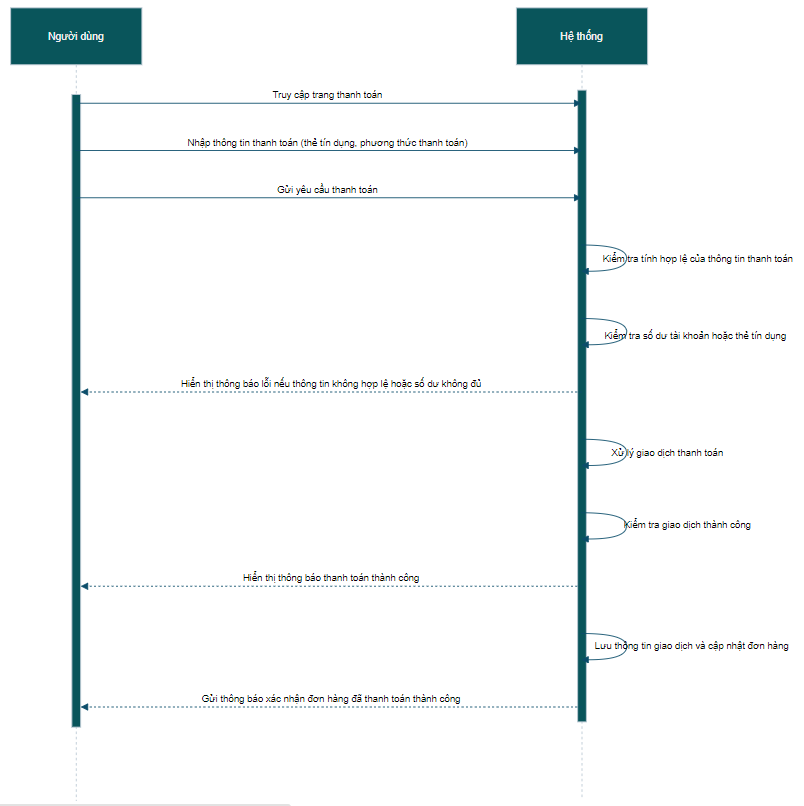 Người dùng
Hệ thống
Truy cập trang thanh toán
Nhập thông tin thanh toán (thẻ tín dụng, phương thức thanh toán)
Gửi yêu cầu thanh toán
Kiểm tra tính hợp lệ của thông tin thanh toán
Kiểm tra số dư tài khoản hoặc thẻ tín dụng
Hiển thị thông báo lỗi nếu thông tin không hợp lệ hoặc số dư không đủ
Xử lý giao dịch thanh toán
Kiểm tra giao dịch thành công
Hiển thị thông báo thanh toán thành công
Lưu thông tin giao dịch và cập nhật đơn hàng
Gửi thông báo xác nhận đơn hàng đã thanh toán thành công